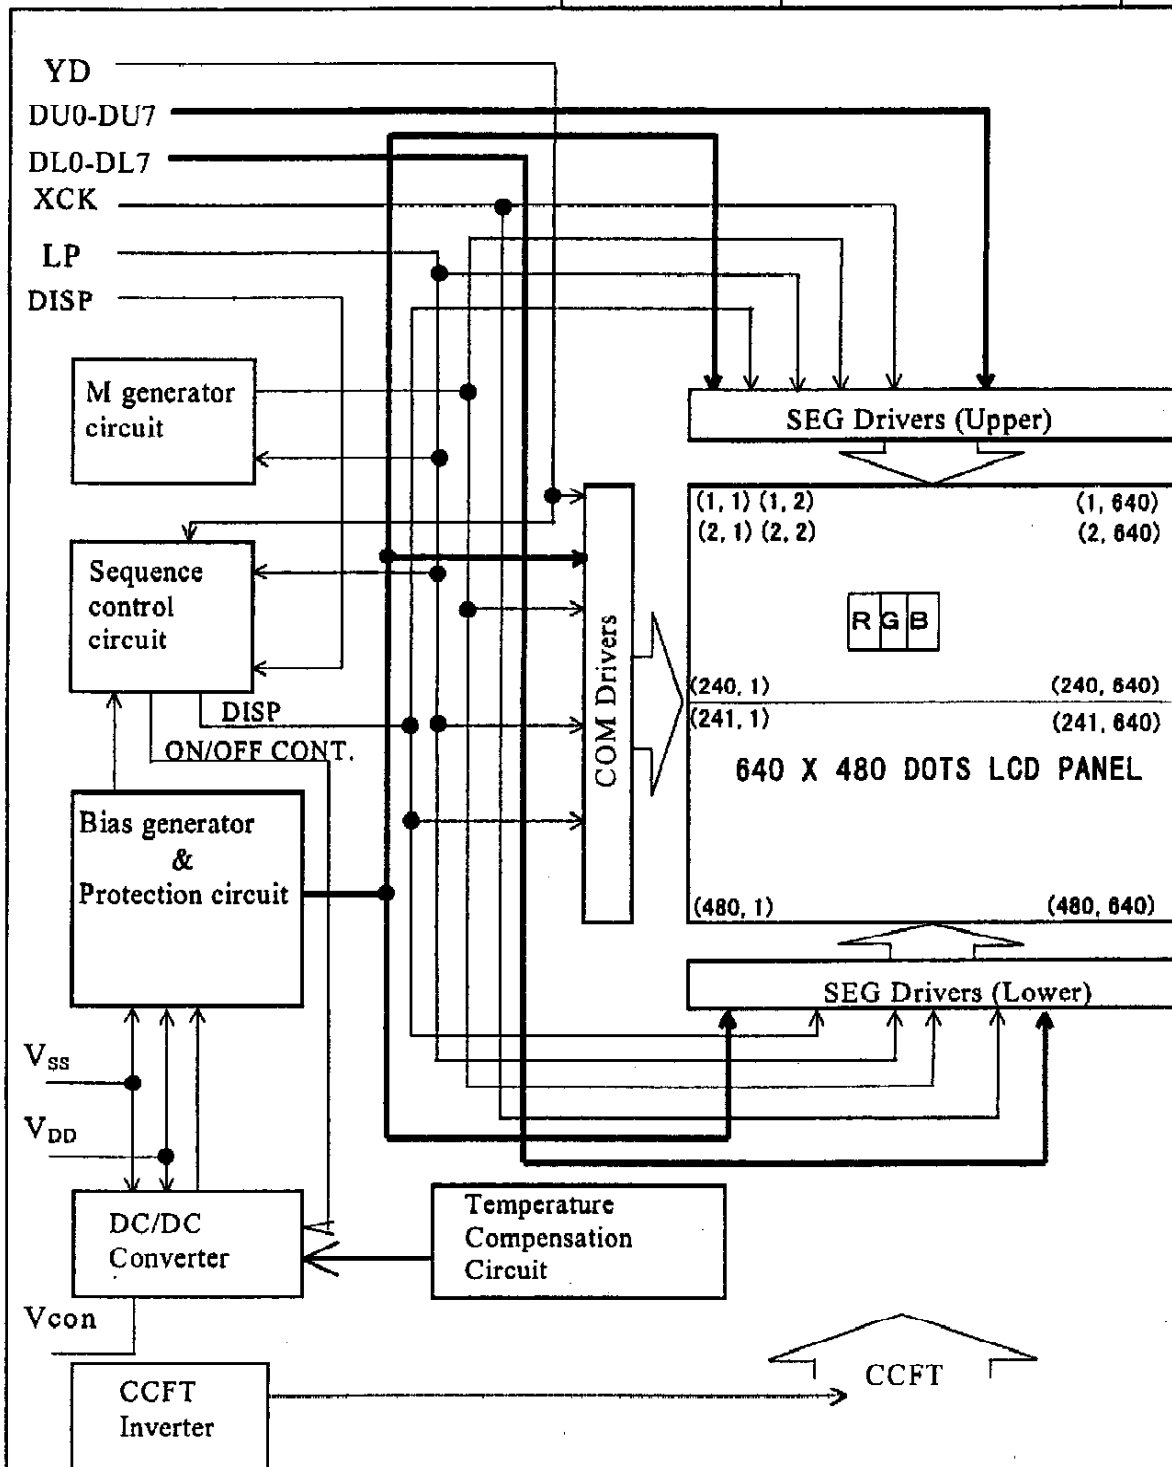 YD
DU0-DU7
DL0-DL7
XCK
LP
DISP
M generator
circuit
SEG Drivers (Upper)
(1, 1) (1, 2)
(1, 640)
(2, 1) (2, 2)
(2, 640)
Sequence
control
circuit
R G B
COM Drivers
(240, 1)
(240, 640)
(241, 1)
(241, 640)
DISP
ON/OFF CONT.
640 X 480 DOTS LCD PANEL
Bias generator
&
Protection circuit
(480, 1)
(480, 640)
SEG Drivers (Lower)
VSS
VDD
DC/DC
Converter
Temperature
Compensation
Circuit
Vcon
CCFT
CCFT
Inverter